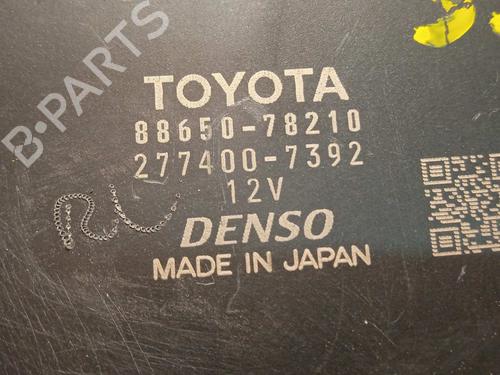 B-PARTS
TOYOTA
88650-78210
277400-7392
12V
DENSO
MADE IN JAPAN